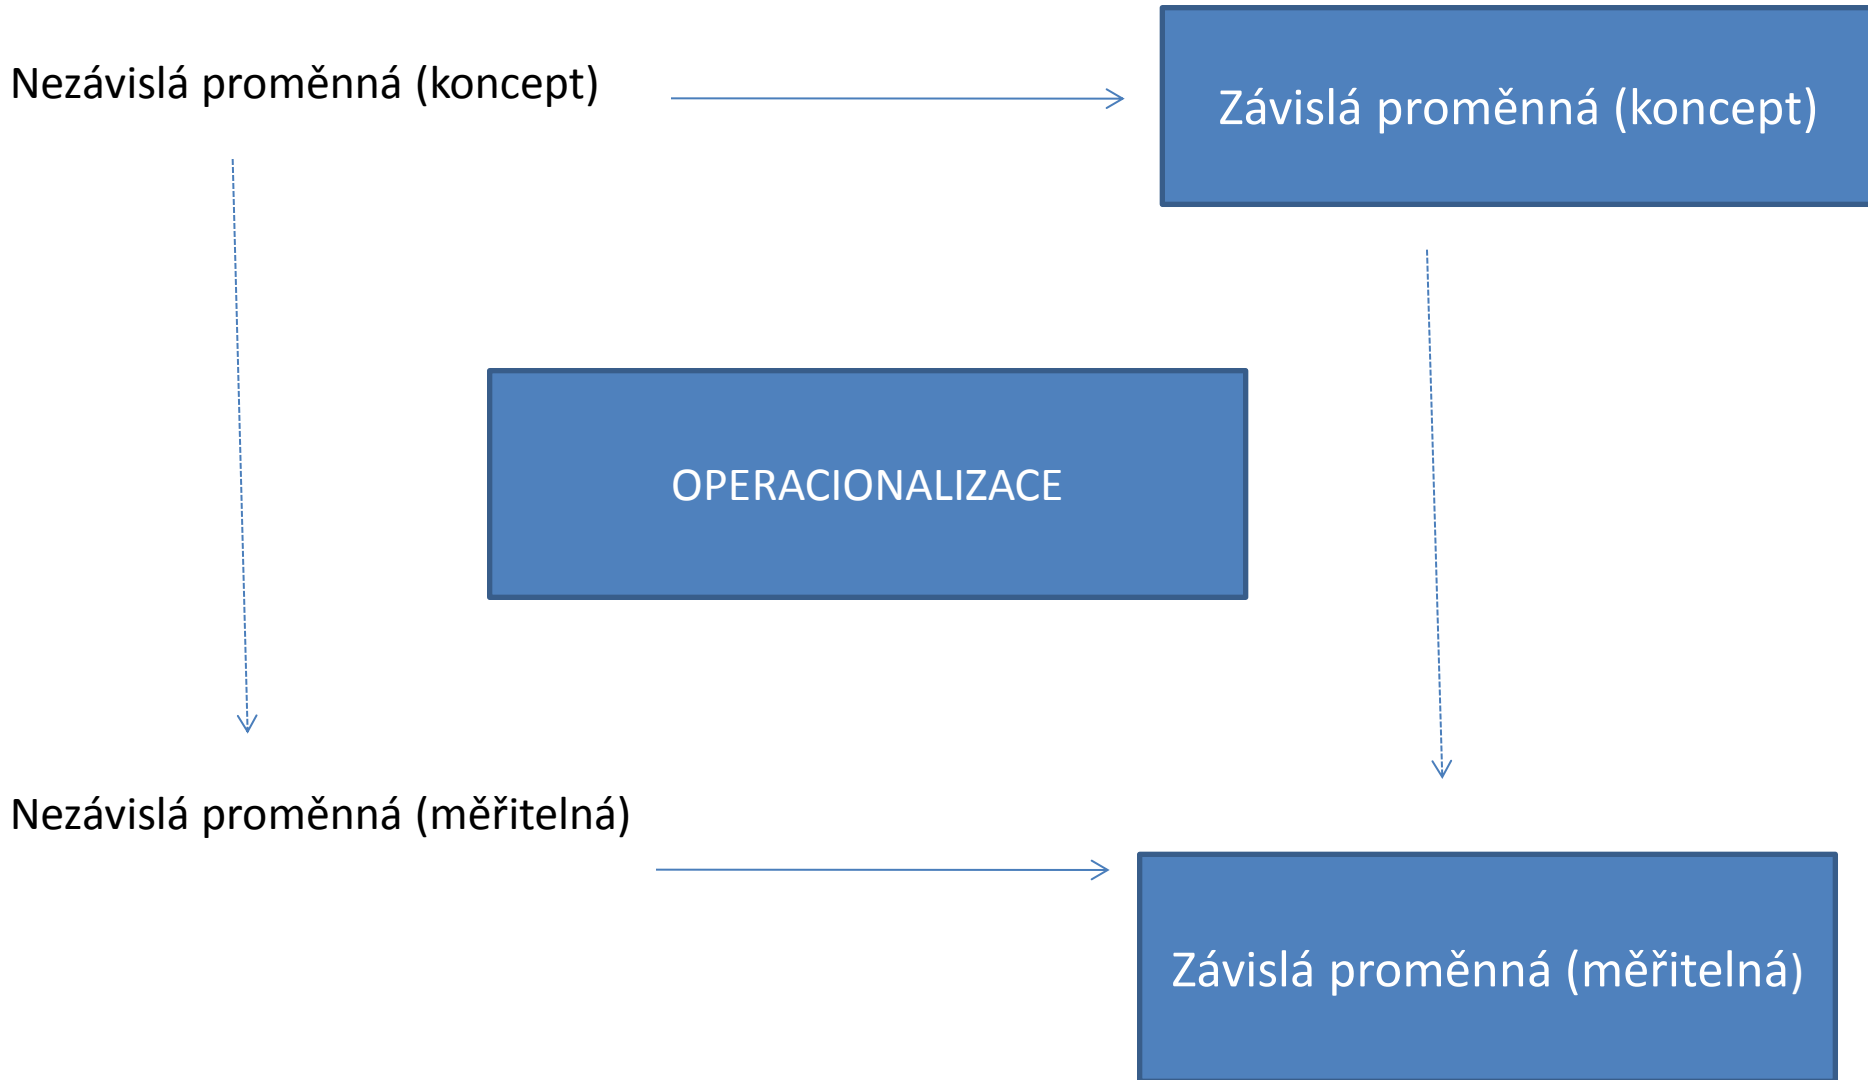 Nezávislá proměnná (koncept)
Závislá proměnná (koncept)
OPERACIONALIZACE
Nezávislá proměnná (měřitelná)
Závislá proměnná (měřitelná)